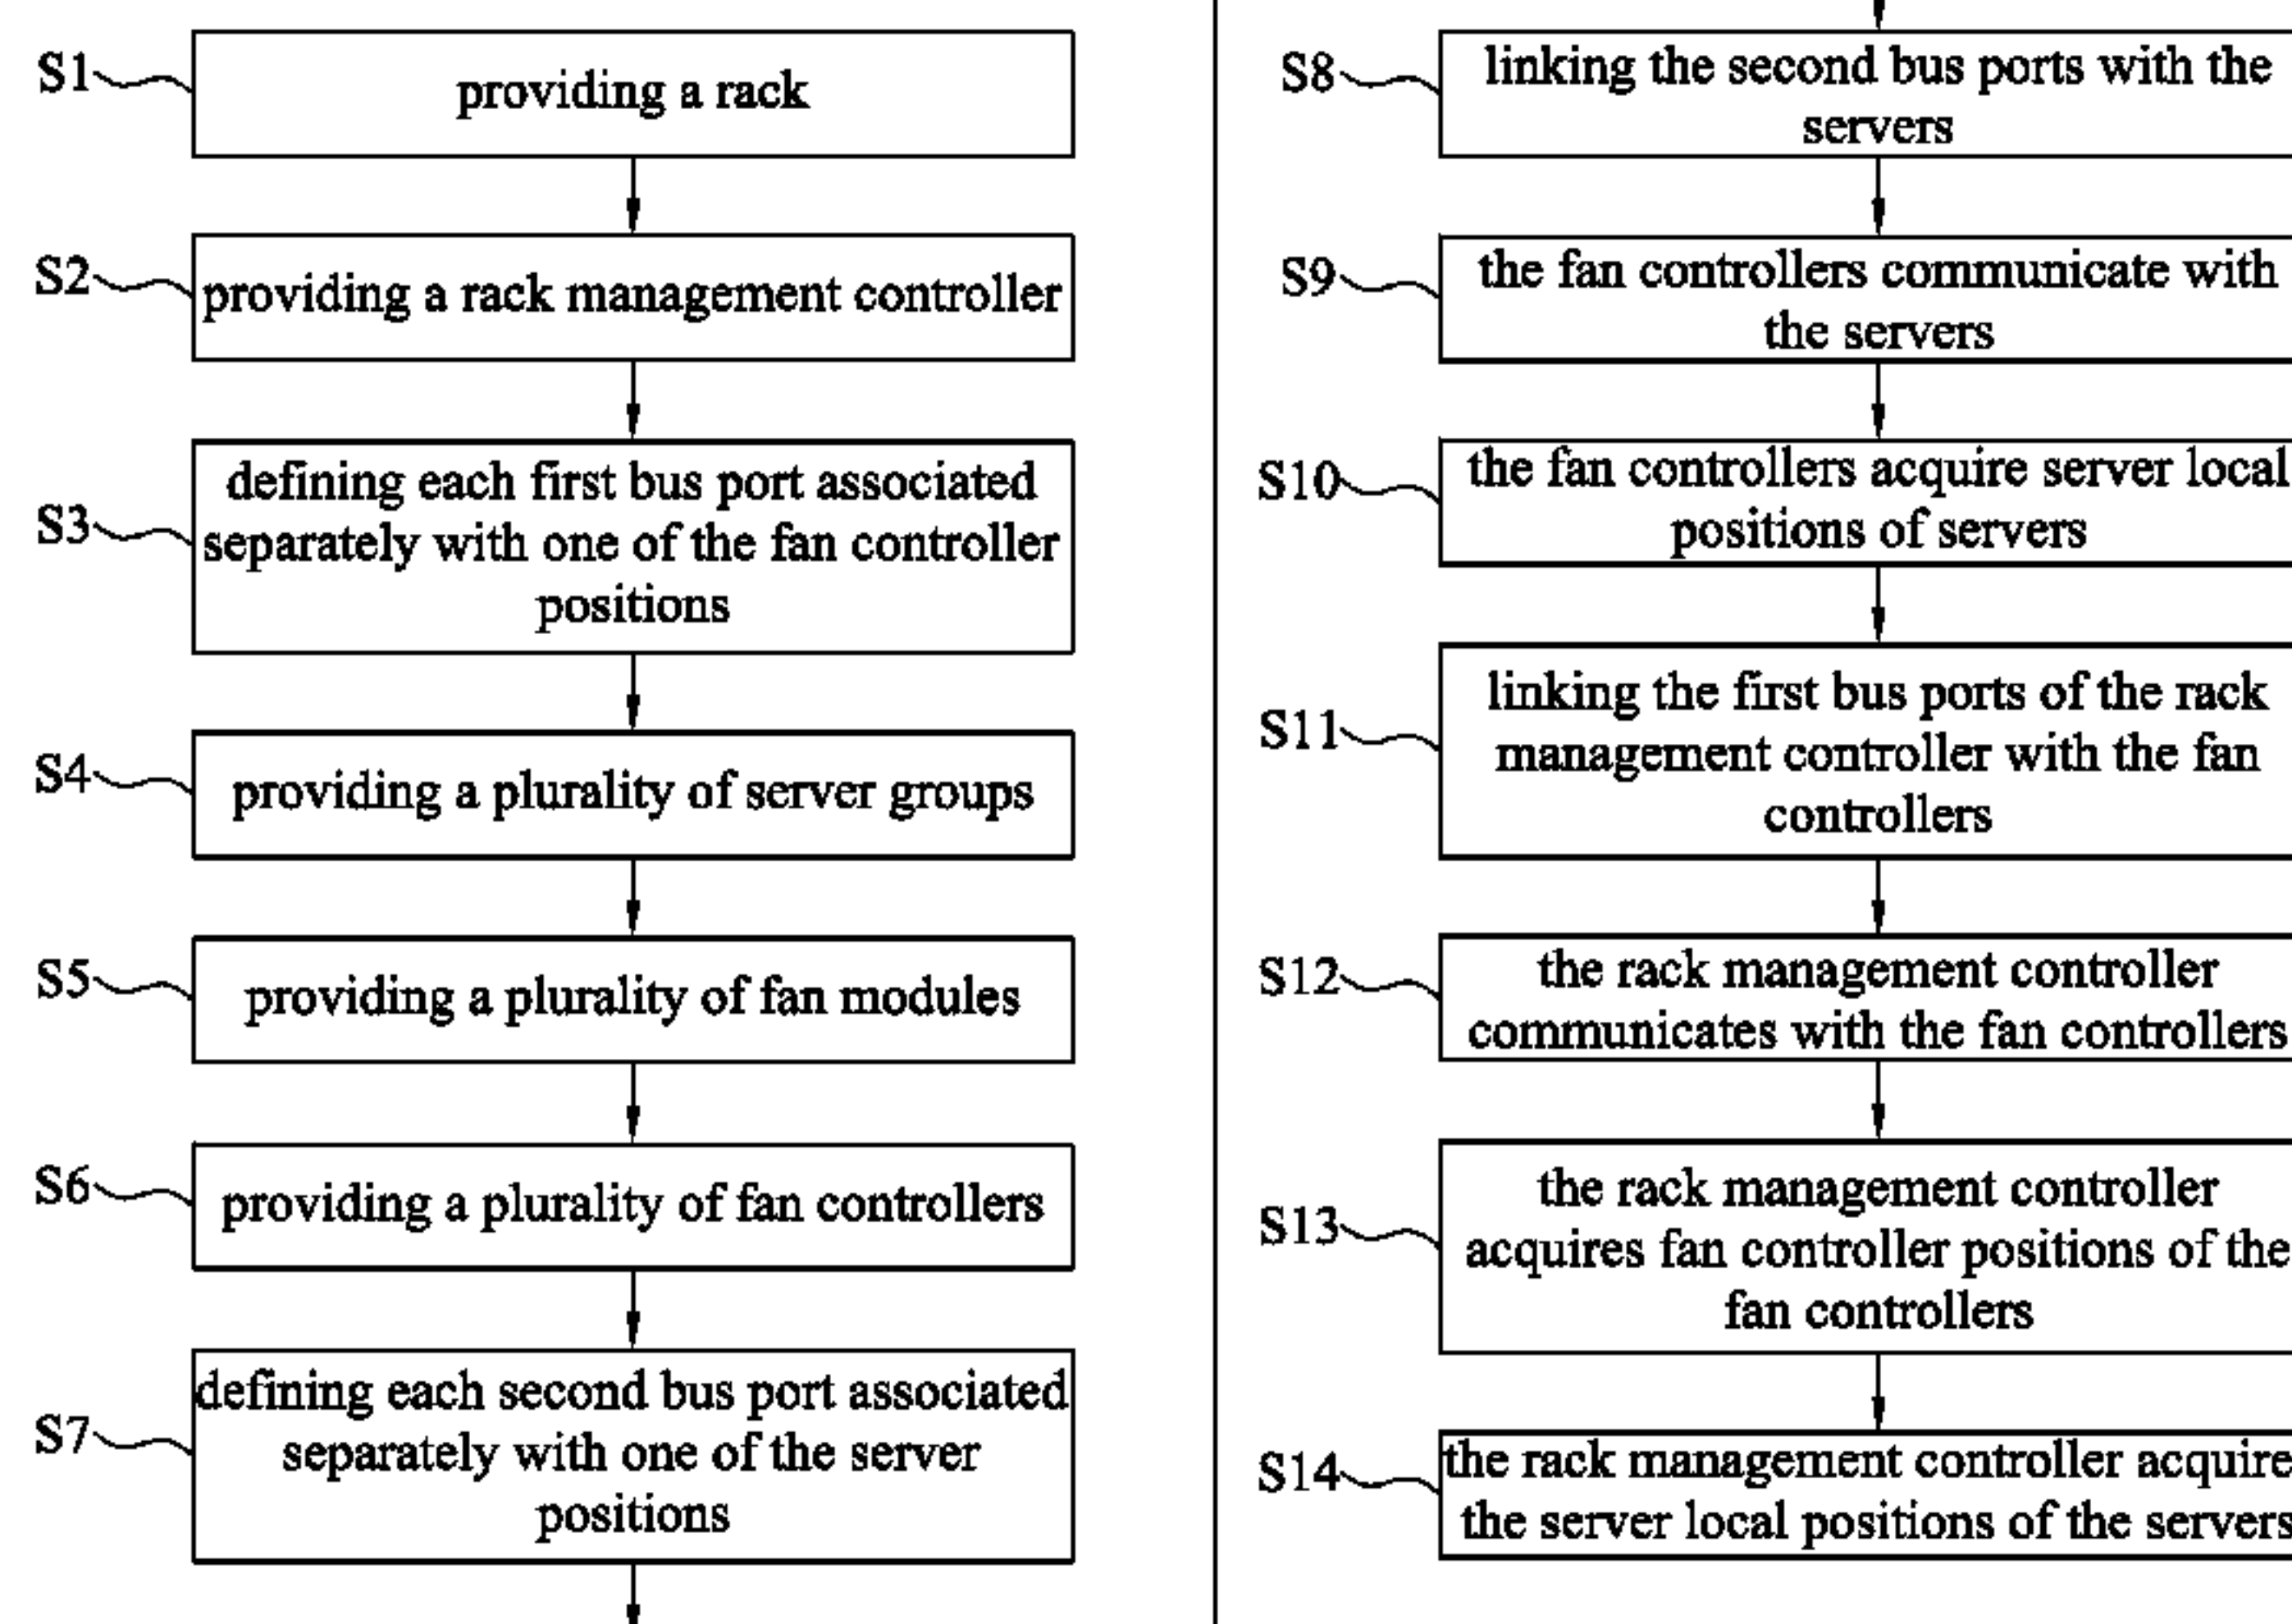 S1
providing a rack
S2
providing a rack management controller
S3
defining each first bus port associated
separately with one of the fan controller
positions
S4
providing a plurality of server groups
S5
providing a plurality of fan modules
S6
providing a plurality of fan controllers
S7
defining each second bus port associated
separately with one of the server
positions
S8
linking the second bus ports with the
servers
S9
the fan controllers communicate with
the servers
S10
the fan controllers acquire server local
positions of servers
S11
linking the first bus ports of the rack
management controller with the fan
controllers
S12
the rack management controller
communicates with the fan controllers
S13
the rack management controller
acquires fan controller positions of the
fan controllers
S14
the rack management controller acquire
the server local positions of the servers